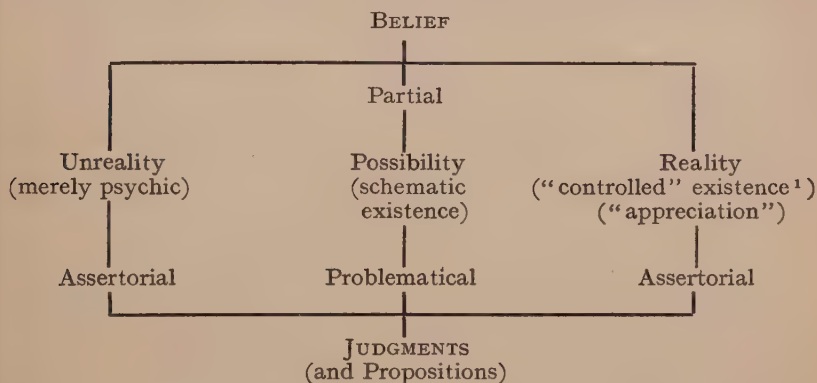 BELIEF
Partial
Unreality Possibility Reality
(merely psychic) (schematic (“controlled” existence¹)
existence) (“appreciation”)
Assertorial Problematical Assertorial
JUDGMENTS
(and Propositions)